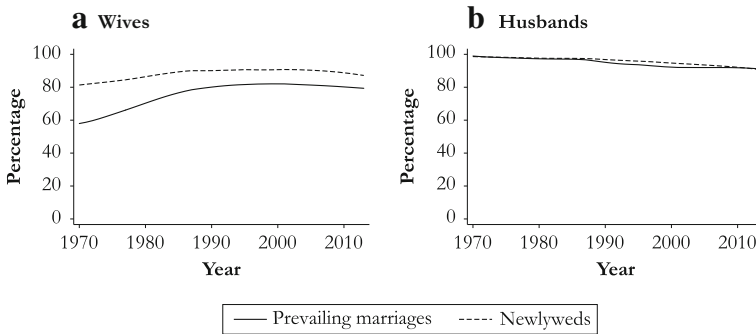 a Wives
100
80
60
40
20
0
Percentage
1970 1980 1990 2000 2010
Year
b Husbands
100
80
60
40
20
0
Percentage
1970 1980 1990 2000 2010
Year
Prevailing marriages Newlyweds